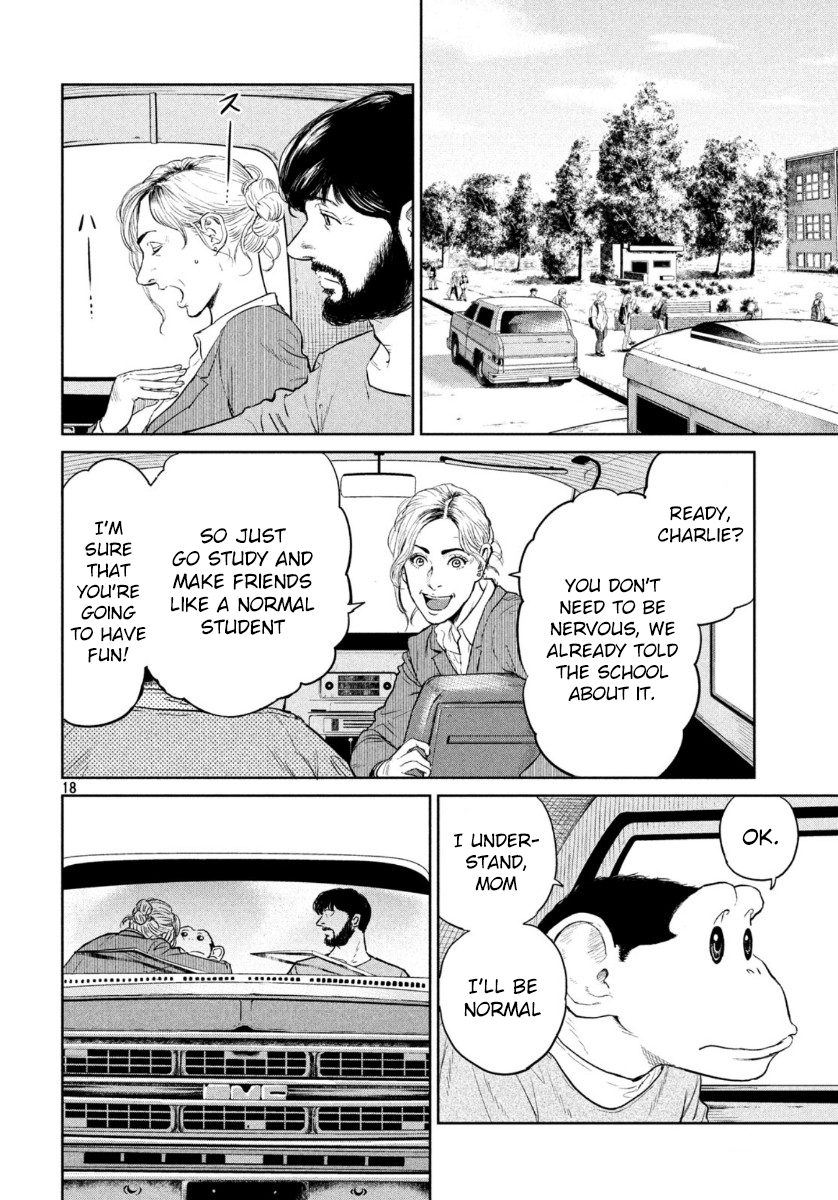 ス
ハ
READY,
CHARLIE?
YOU DON'T
NEED TO BE
NERVOUS, WE
ALREADY TOLD
THE SCHOOL
ABOUT IT.
SO JUST
GO STUDY AND
MAKE FRIENDS
LIKE A NORMAL
STUDENT
I'M
SURE
THAT
YOU'RE
GOING
TO HAVE
FUN!
18
OK.
I UNDER-
STAND,
MOM
I'LL BE
NORMAL